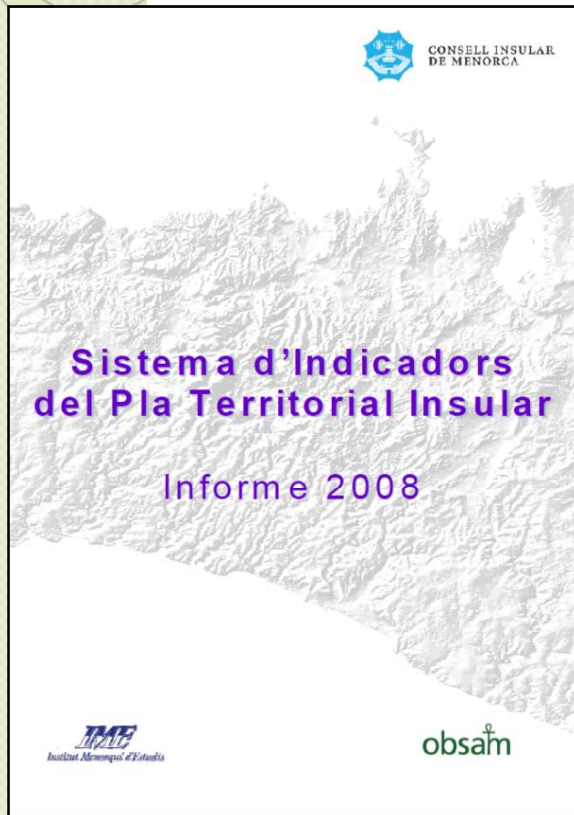 CONSELL INSULAR
DE MENORCA
Sistema d'Indicadors
del Pla Territorial Insular
Informe 2008
IME
Institut Menorquí d'Estudis
obsam